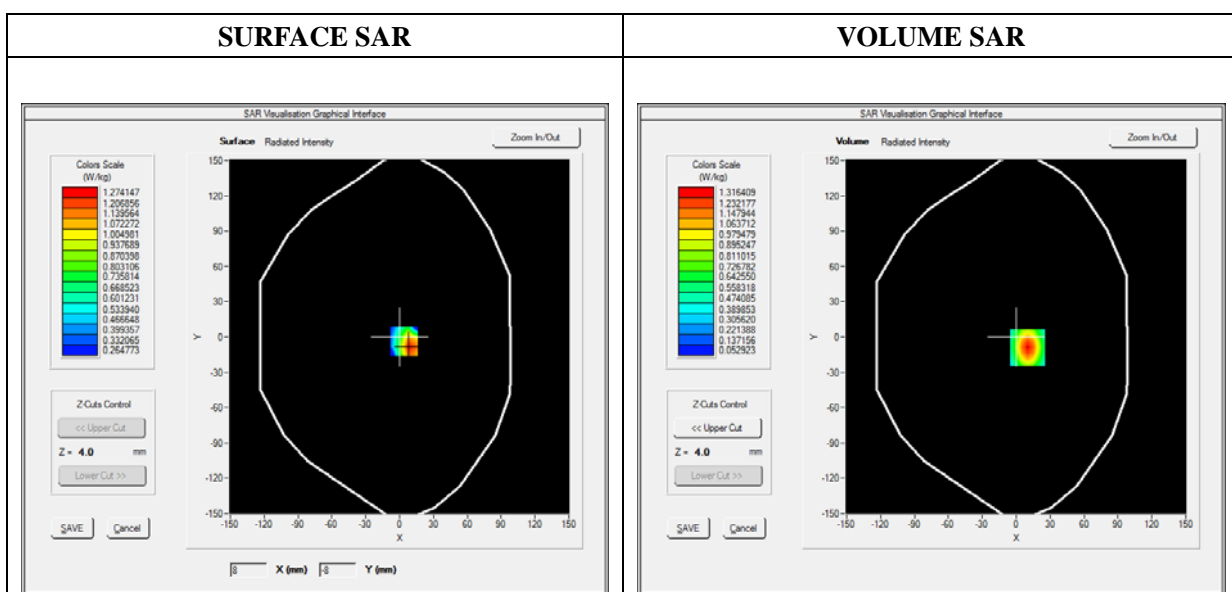 SURFACE SAR
VOLUME SAR
SAR Visualisation Graphical Interface
Surface Radiated Intensity
Zoom In/Out
Colors Scale
(W/kg)
1.274147
1.206856
1.139564
1.072272
1.004981
0.937689
0.870398
0.803106
0.735814
0.668523
0.601231
0.533940
0.466648
0.399357
0.332065
0.264773
Z-Cuts Control
<< Upper Cut
Z = 4.0 mm
Lower Cut >>
SAVE Cancel
150
120
90
60
30
0
-30
-60
-90
-120
-150
Y
-150 -120 -90 -60 -30 0 30 60 90 120 150
X
8 X (mm) -8 Y (mm)
SAR Visualisation Graphical Interface
Volume Radiated Intensity
Zoom In/Out
Colors Scale
(W/kg)
1.316409
1.232177
1.147944
1.063712
0.979479
0.895247
0.811015
0.726782
0.642550
0.558318
0.474085
0.389853
0.305620
0.221388
0.137156
0.052923
Z-Cuts Control
<< Upper Cut
Z = 4.0 mm
Lower Cut >>
SAVE Cancel
150
120
90
60
30
0
-30
-60
-90
-120
-150
Y
-150 -120 -90 -60 -30 0 30 60 90 120 150
X